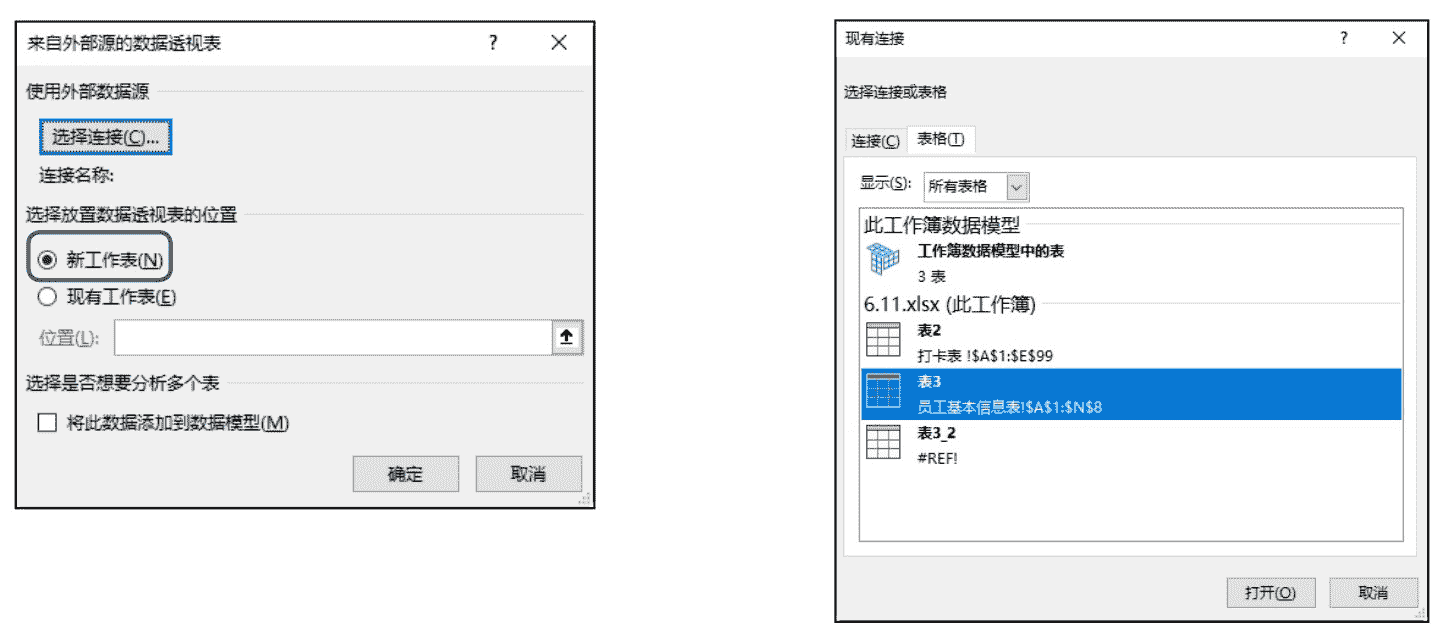 来自外部源的数据透视表
?
使用外部数据源
选择连接(C)...
连接名称:
选择放置数据透视表的位置
新工作表(N)
现有工作表(E)
位置(L):
选择是否想要分析多个表
将此数据添加到数据模型(M)
确定 取消
现有连接
?
选择连接或表格
连接(C) 表格(T)
显示(S): 所有表格
此工作簿数据模型
工作簿数据模型中的表
3 表
6.11.xlsx (此工作簿)
表2
打卡表 !$A$1:$E$99
表3
员工基本信息表!$A$1:$N$8
表3_2
#REF!
打开(O) 取消